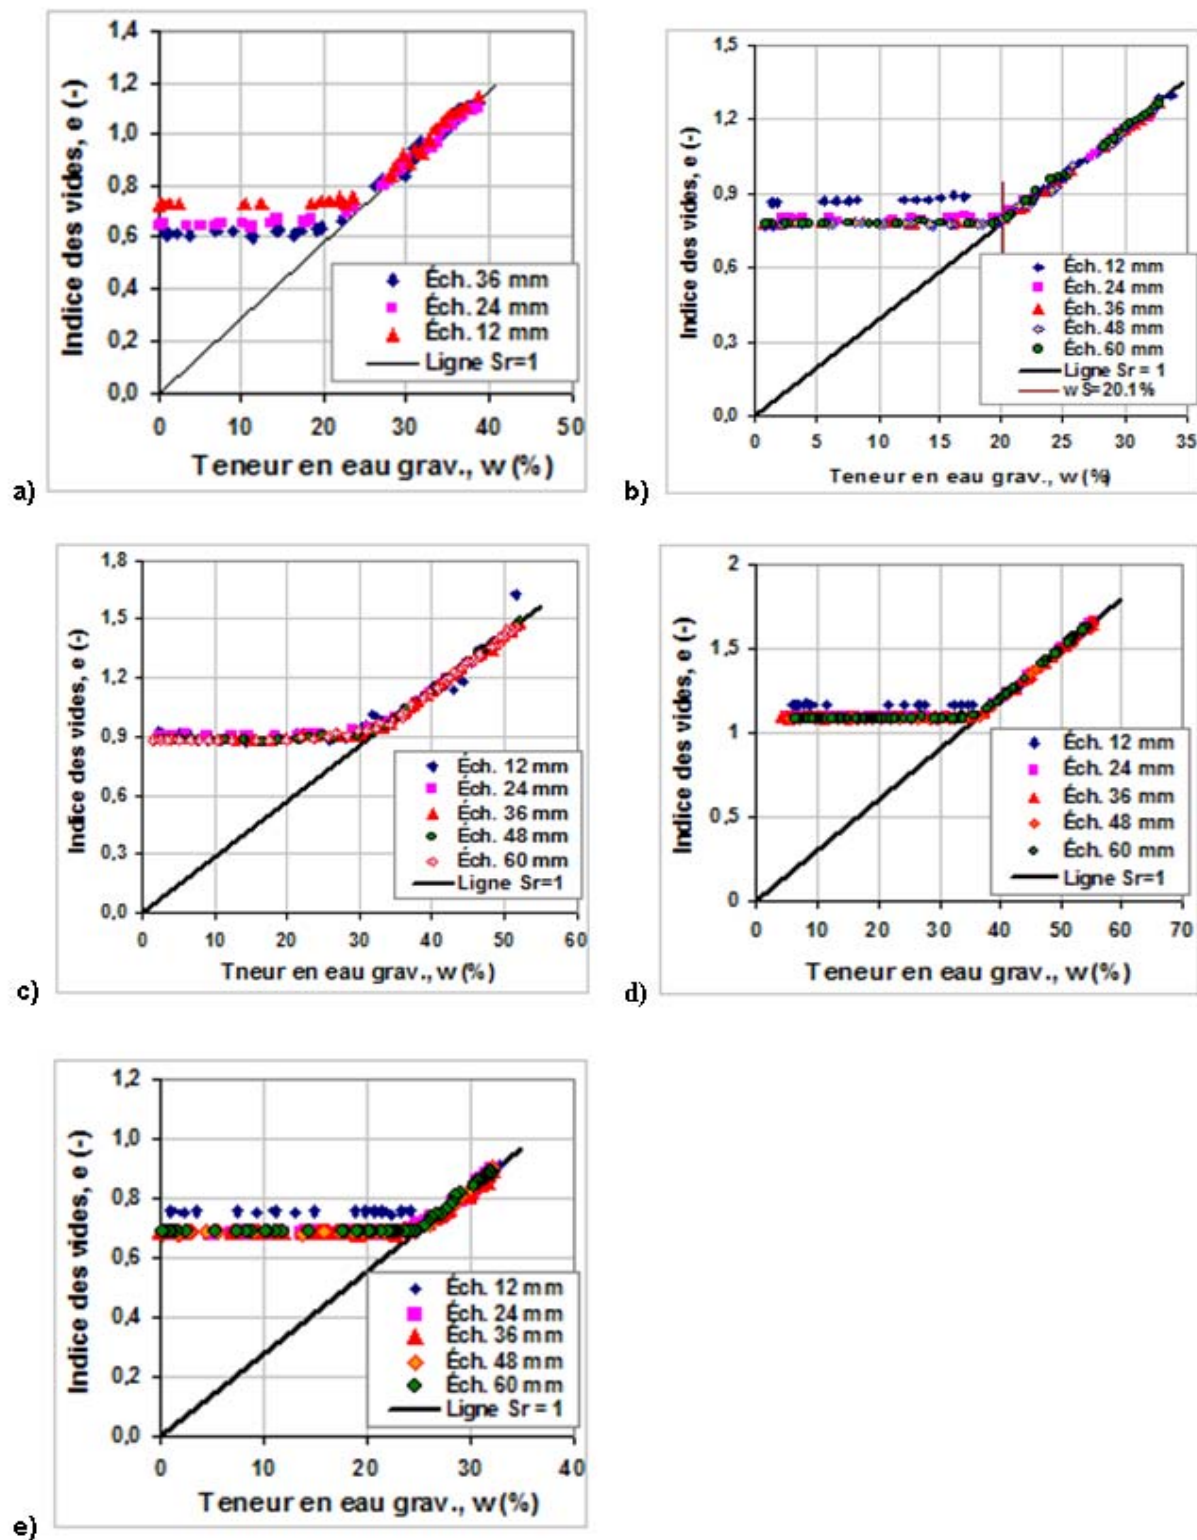 1,4
1,2
1,0
0,8
0,6
0,4
0,2
0,0
Indice des vides, e (-)
Éch. 36 mm
Éch. 24 mm
Éch. 12 mm
Ligne Sr=1
0 10 20 30 40 50
Teneur en eau grav., w (%)
a)
1,5
1,2
0,9
0,6
0,3
0,0
Indice des vides, e (-)
Éch. 12 mm
Éch. 24 mm
Éch. 36 mm
Éch. 48 mm
Éch. 60 mm
Ligne Sr = 1
wS=20.1%
0 5 10 15 20 25 30 35
Teneur en eau grav., w (%)
b)
1,8
1,5
1,2
0,9
0,6
0,3
0,0
Indice des vides, e (-)
Éch. 12 mm
Éch. 24 mm
Éch. 36 mm
Éch. 48 mm
Éch. 60 mm
Ligne Sr=1
0 10 20 30 40 50 60
Tneur en eau grav., w (%)
c)
2
1,5
1
0,5
0
Indice des vides, e (-)
Éch. 12 mm
Éch. 24 mm
Éch. 36 mm
Éch. 48 mm
Éch. 60 mm
Ligne Sr=1
0 10 20 30 40 50 60 70
Teneur en eau grav., w (%)
d)
1,2
1,0
0,8
0,6
0,4
0,2
0,0
Indice des vides, e (-)
Éch. 12 mm
Éch. 24 mm
Éch. 36 mm
Éch. 48 mm
Éch. 60 mm
Ligne Sr = 1
0 10 20 30 40
Teneur en eau grav., w (%)
e)